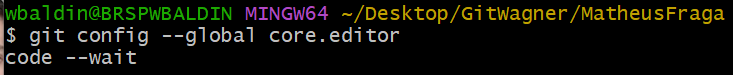 wbaldin@BRSPWBALDIN MINGW64 ~/Desktop/GitWagner/MatheusFraga
$ git config --global core.editor
code --wait